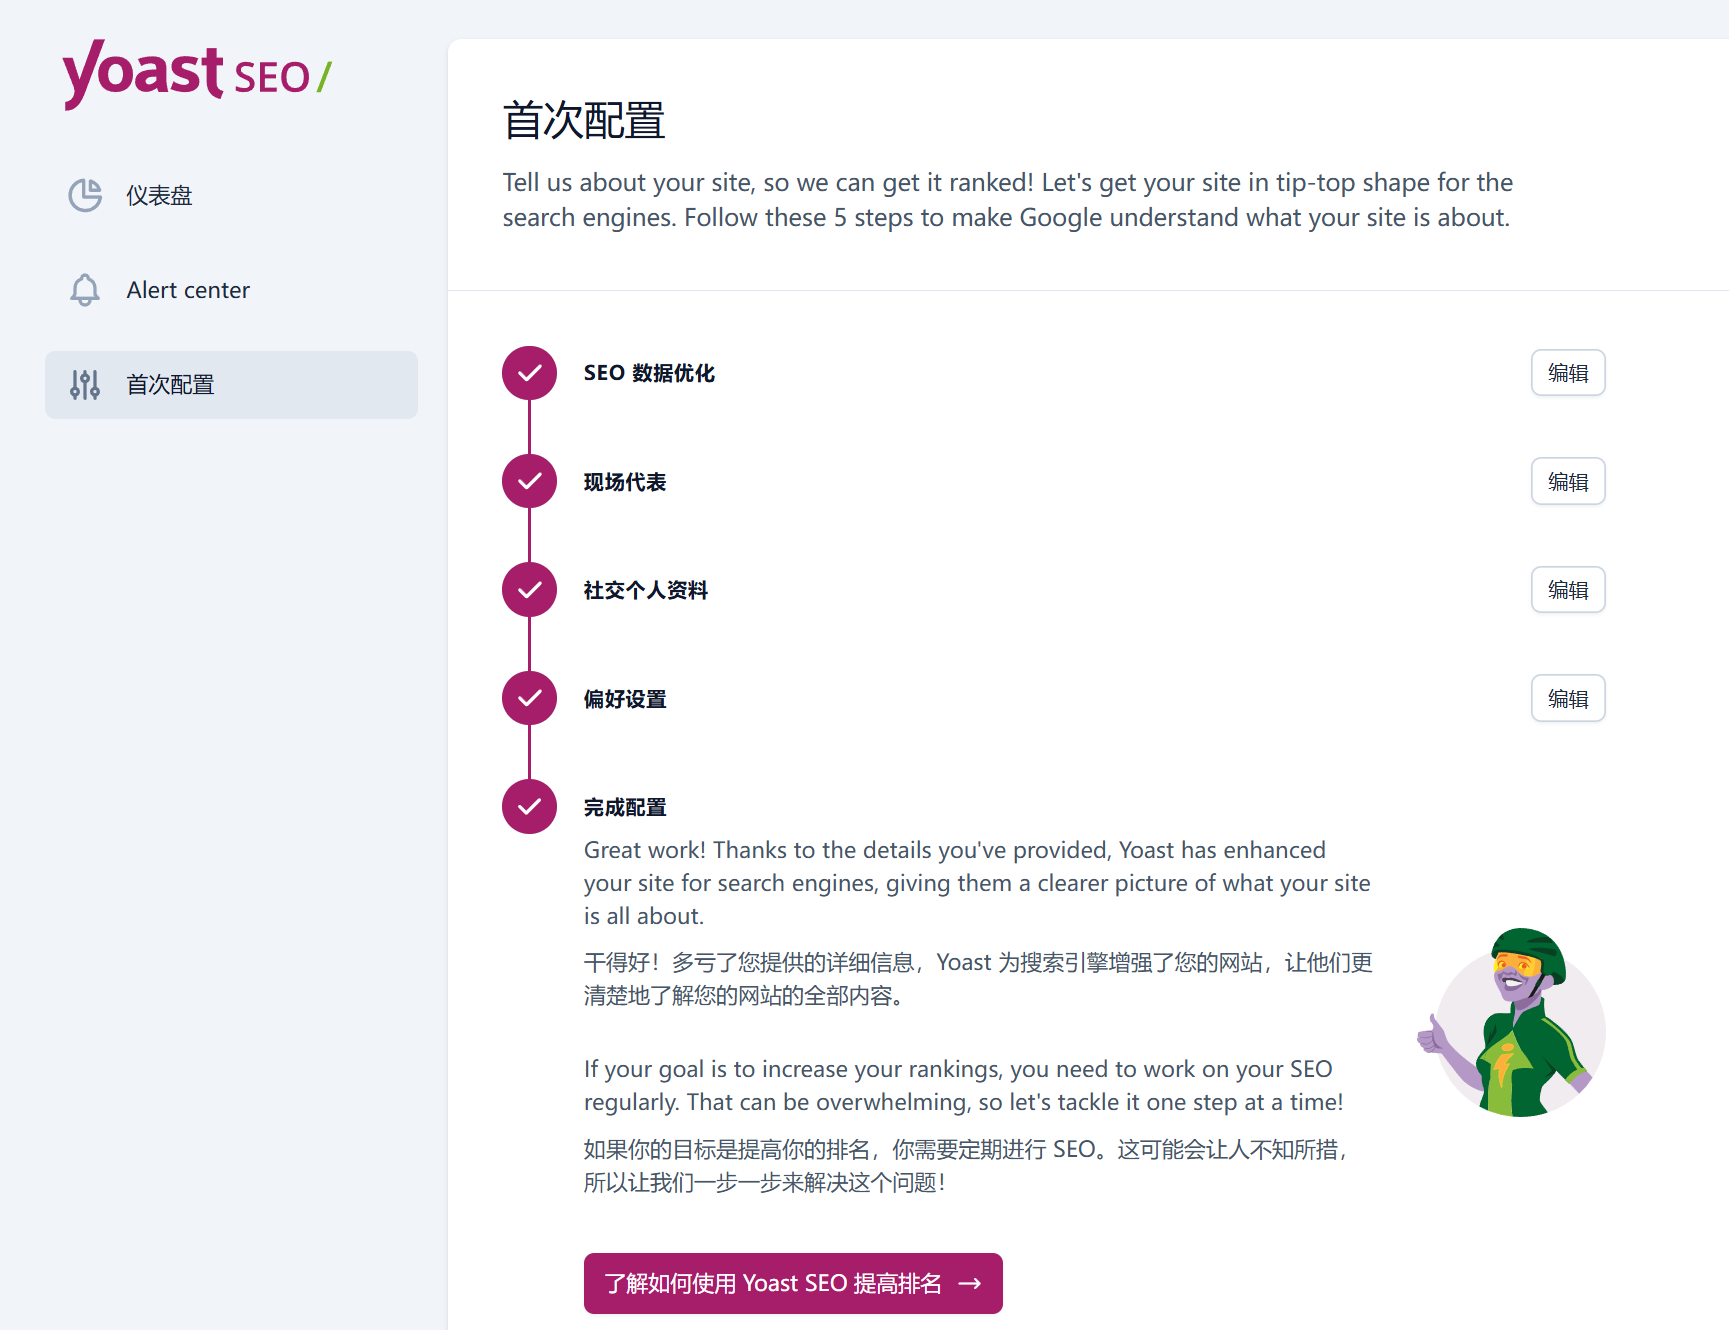 yoast SEO/
仪表盘
Alert center
首次配置
首次配置
Tell us about your site, so we can get it ranked! Let's get your site in tip-top shape for the
search engines. Follow these 5 steps to make Google understand what your site is about.
SEO 数据优化
编辑
现场代表
编辑
社交个人资料
编辑
偏好设置
编辑
完成配置
Great work! Thanks to the details you've provided, Yoast has enhanced
your site for search engines, giving them a clearer picture of what your site
is all about.
干得好！多亏了您提供的详细信息，Yoast 为搜索引擎增强了您的网站，让他们更
清楚地了解您的网站的全部内容。
If your goal is to increase your rankings, you need to work on your SEO
regularly. That can be overwhelming, so let's tackle it one step at a time!
如果你的目标是提高你的排名，你需要定期进行 SEO。这可能会让人不知所措，
所以让我们一步一步来解决这个问题！
了解如何使用 Yoast SEO 提高排名 →